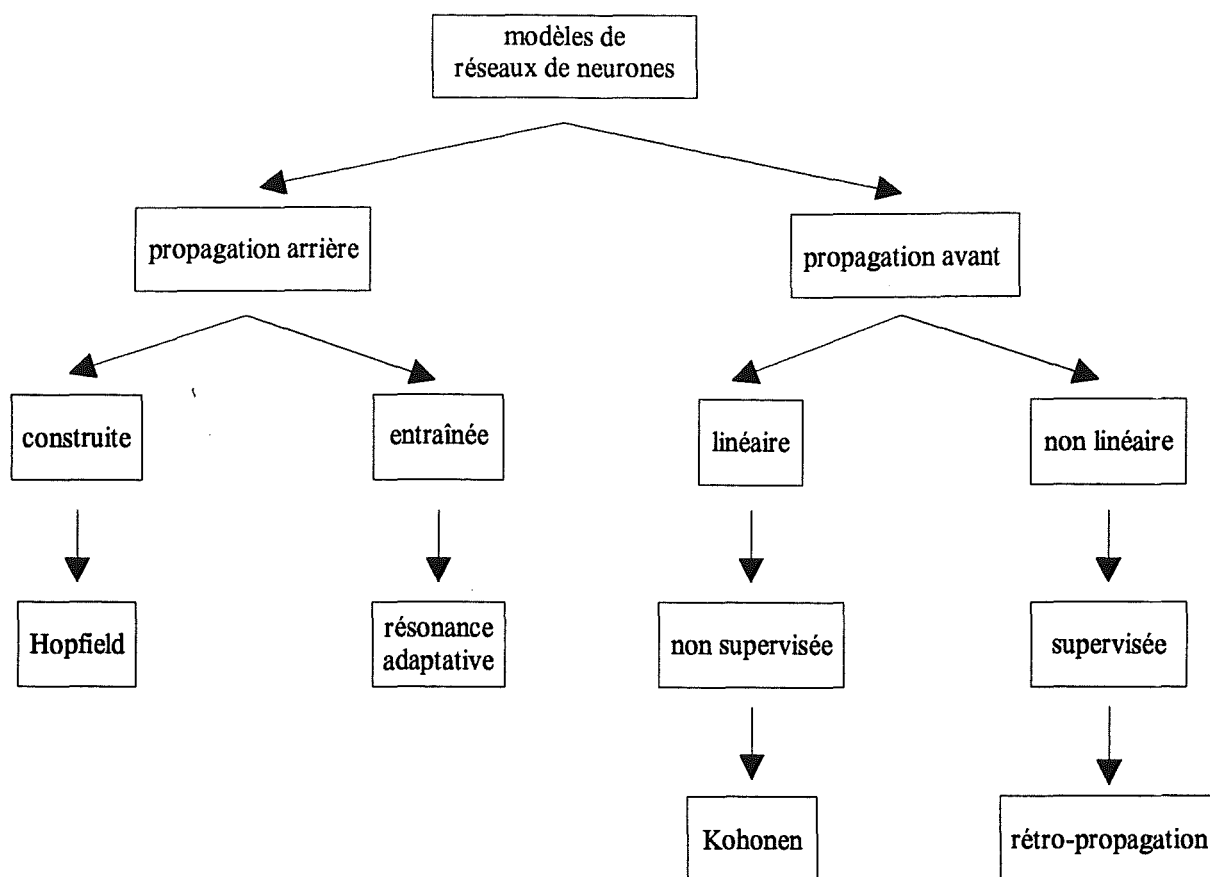 modèles de
réseaux de neurones
propagation arrière
propagation avant
construite
entraînée
linéaire
non linéaire
Hopfield
résonance
adaptative
non supervisée
supervisée
Kohonen
rétro-propagation